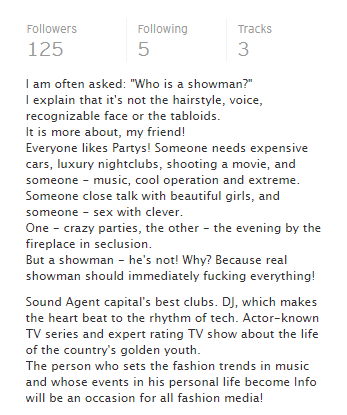 Followers Following Tracks
125 5 3
I am often asked: "Who is a showman?"
I explain that it's not the hairstyle, voice,
recognizable face or the tabloids.
It is more about, my friend!
Everyone likes Partys! Someone needs expensive
cars, luxury nightclubs, shooting a movie, and
someone - music, cool operation and extreme.
Someone close talk with beautiful girls, and
someone - sex with clever.
One - crazy parties, the other - the evening by the
fireplace in seclusion.
But a showman - he's not! Why? Because real
showman should immediately fucking everything!
Sound Agent capital's best clubs. DJ, which makes
the heart beat to the rhythm of tech. Actor-known
TV series and expert rating TV show about the life
of the country's golden youth.
The person who sets the fashion trends in music
and whose events in his personal life become Info
will be an occasion for all fashion media!